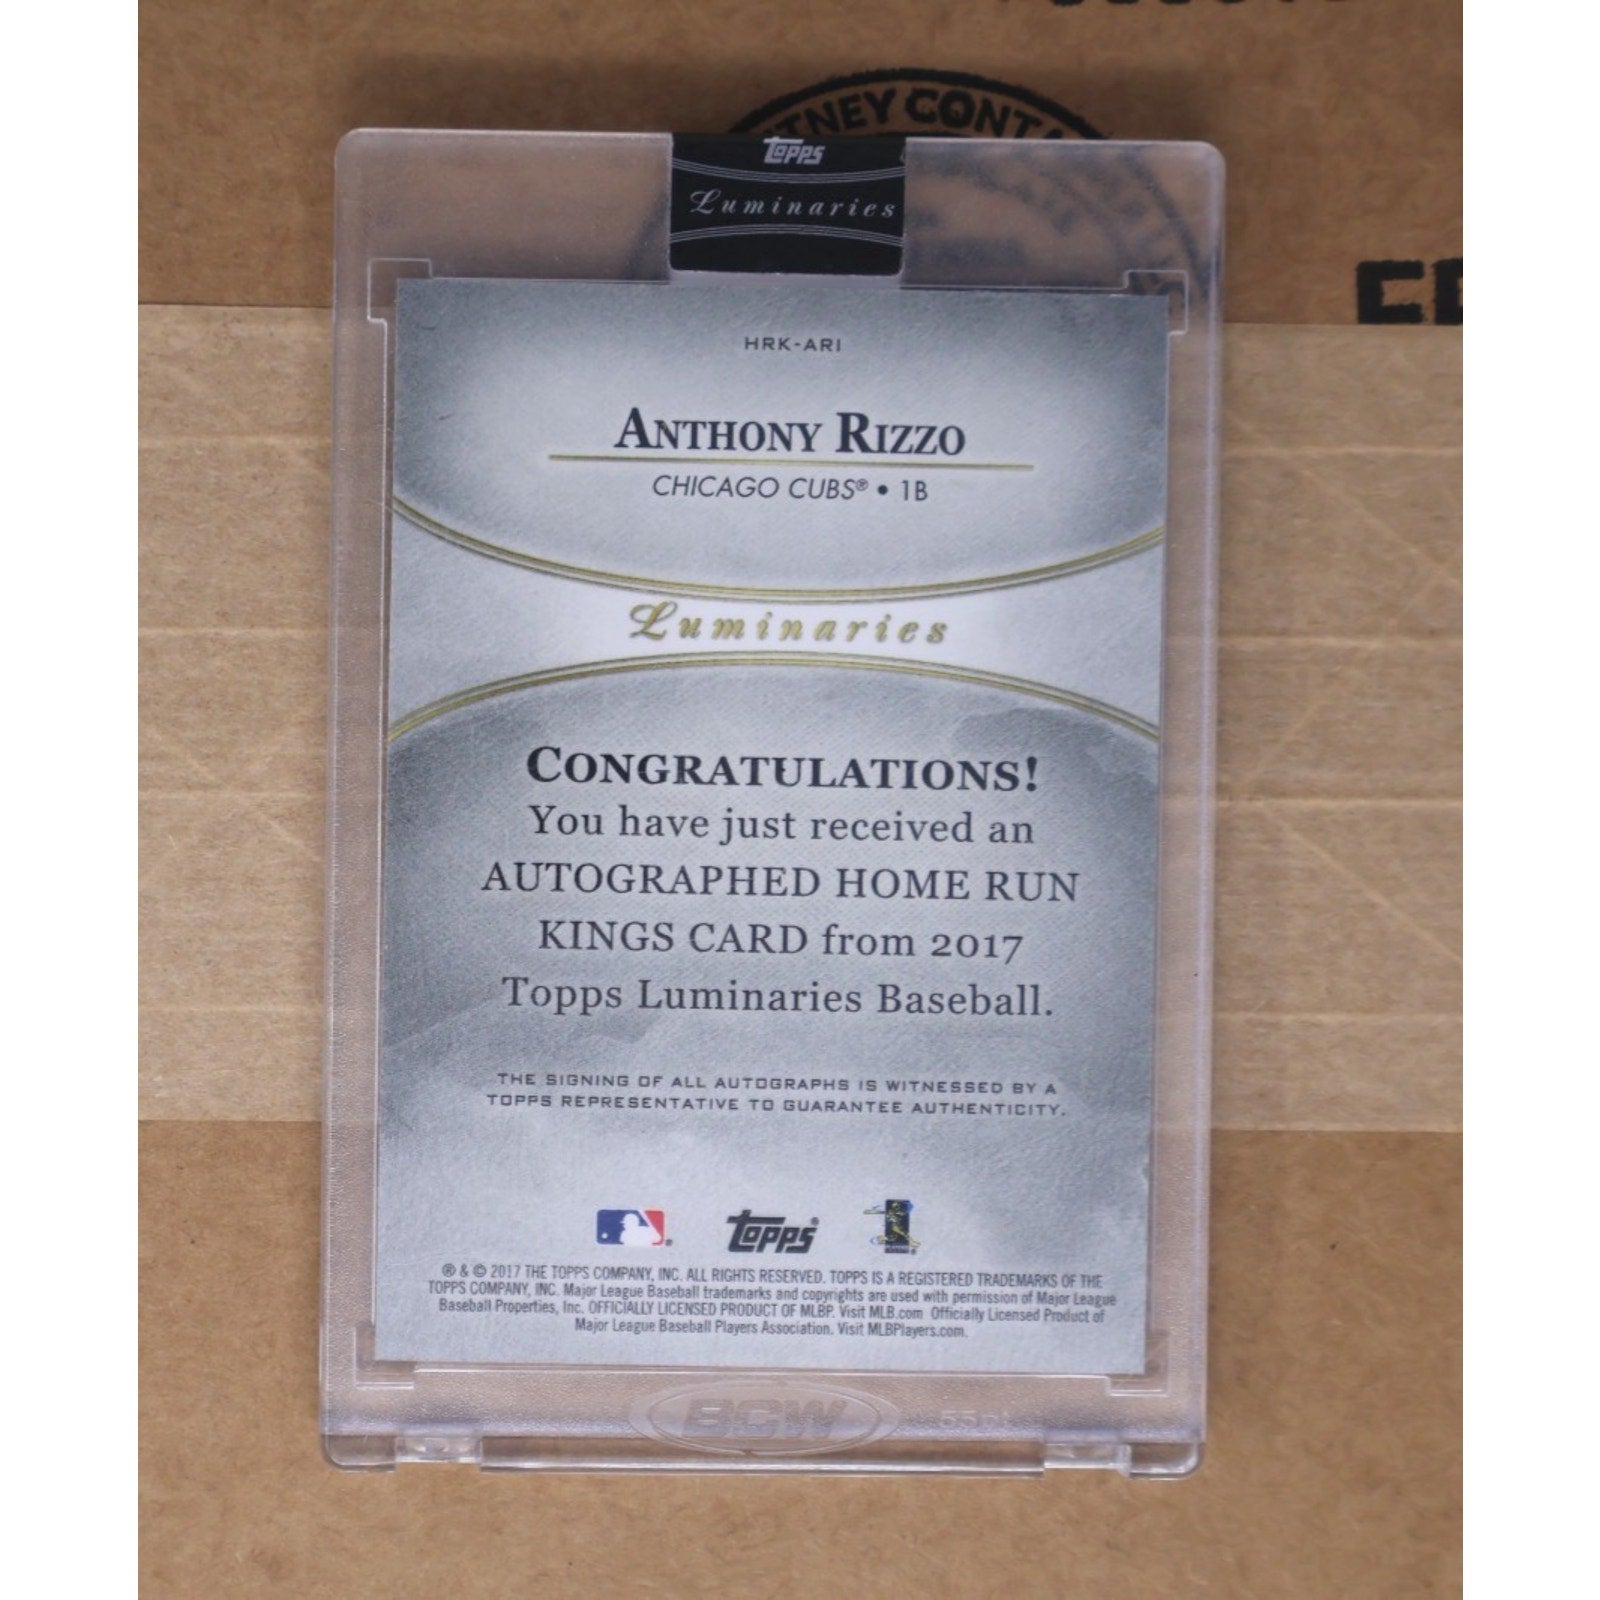 TNEY CONTA
Topps
Luminaries
HRK-ARI
ANTHONY RIZZO
CHICAGO CUBS® • 1B
Luminaries
CONGRATULATIONS!
You have just received an
AUTOGRAPHED HOME RUN
KINGS CARD from 2017
Topps Luminaries Baseball.
THE SIGNING OF ALL AUTOGRAPHS IS WITNESSED BY A
TOPPS REPRESENTATIVE TO GUARANTEE AUTHENTICITY.
Topps®
® & © 2017 THE TOPPS COMPANY, INC. ALL RIGHTS RESERVED. TOPPS IS A REGISTERED TRADEMARKS OF THE
TOPPS COMPANY, INC. Major League Baseball trademarks and copyrights are used with permission of Major League
Baseball Properties, Inc. OFFICIALLY LICENSED PRODUCT OF MLBP. Visit MLB.com Officially Licensed Product of
Major League Baseball Players Association. Visit MLBPlayers.com.
BCW
55pt